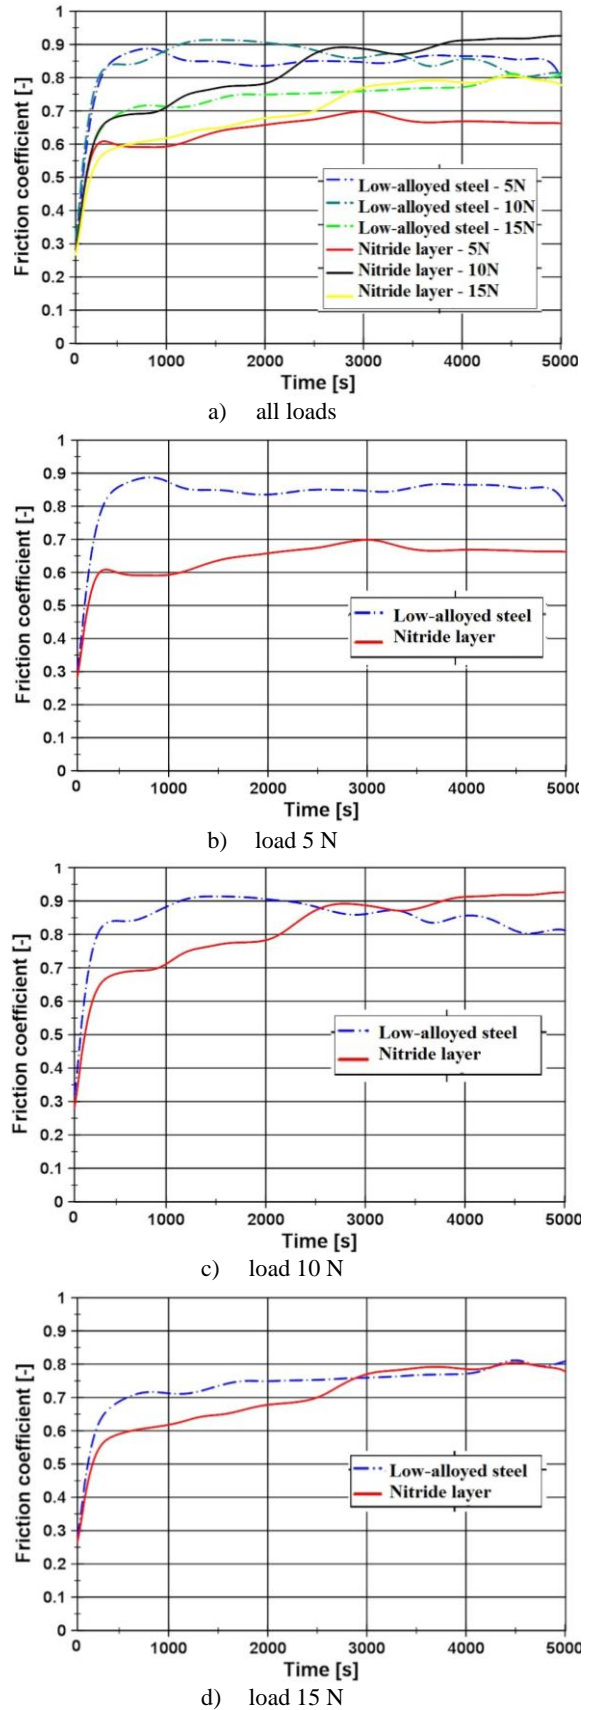 1
0.9
0.8
0.7
0.6
0.5
0.4
0.3
0.2
0.1
0
Friction coefficient [-]
Low-alloyed steel - 5N
Low-alloyed steel - 10N
Low-alloyed steel - 15N
Nitride layer - 5N
Nitride layer - 10N
Nitride layer - 15N
0 1000 2000 3000 4000 5000
Time [s]
a) all loads
1
0.9
0.8
0.7
0.6
0.5
0.4
0.3
0.2
0.1
0
Friction coefficient [-]
Low-alloyed steel
Nitride layer
0 1000 2000 3000 4000 5000
Time [s]
b) load 5 N
1
0.9
0.8
0.7
0.6
0.5
0.4
0.3
0.2
0.1
0
Friction coefficient [-]
Low-alloyed steel
Nitride layer
0 1000 2000 3000 4000 5000
Time [s]
c) load 10 N
1
0.9
0.8
0.7
0.6
0.5
0.4
0.3
0.2
0.1
0
Friction coefficient [-]
Low-alloyed steel
Nitride layer
0 1000 2000 3000 4000 5000
Time [s]
d) load 15 N